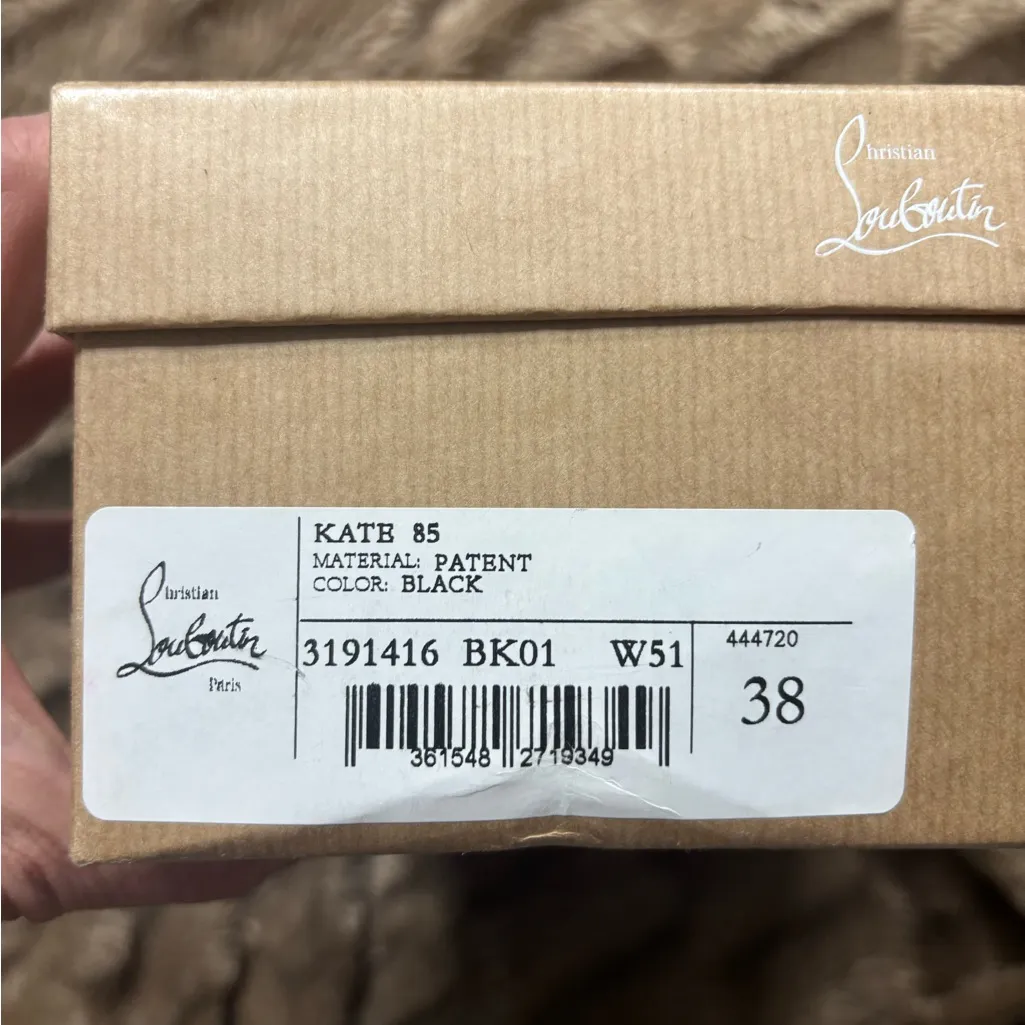 Christian
Louboutin
KATE 85
MATERIAL: PATENT
COLOR: BLACK
Christian
Louboutin
Paris
3191416 BK01 W51
444720
38
361548 2719349